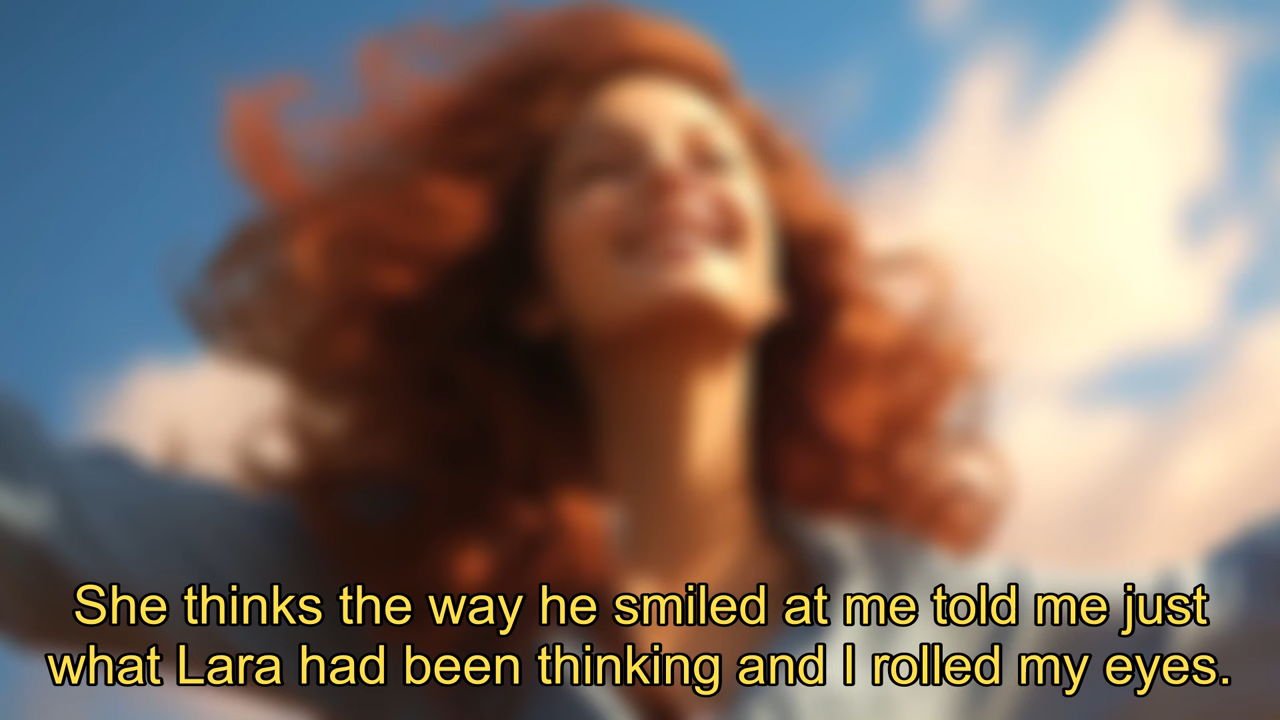 She thinks the way he smiled at me told me just
what Lara had been thinking and I rolled my eyes.